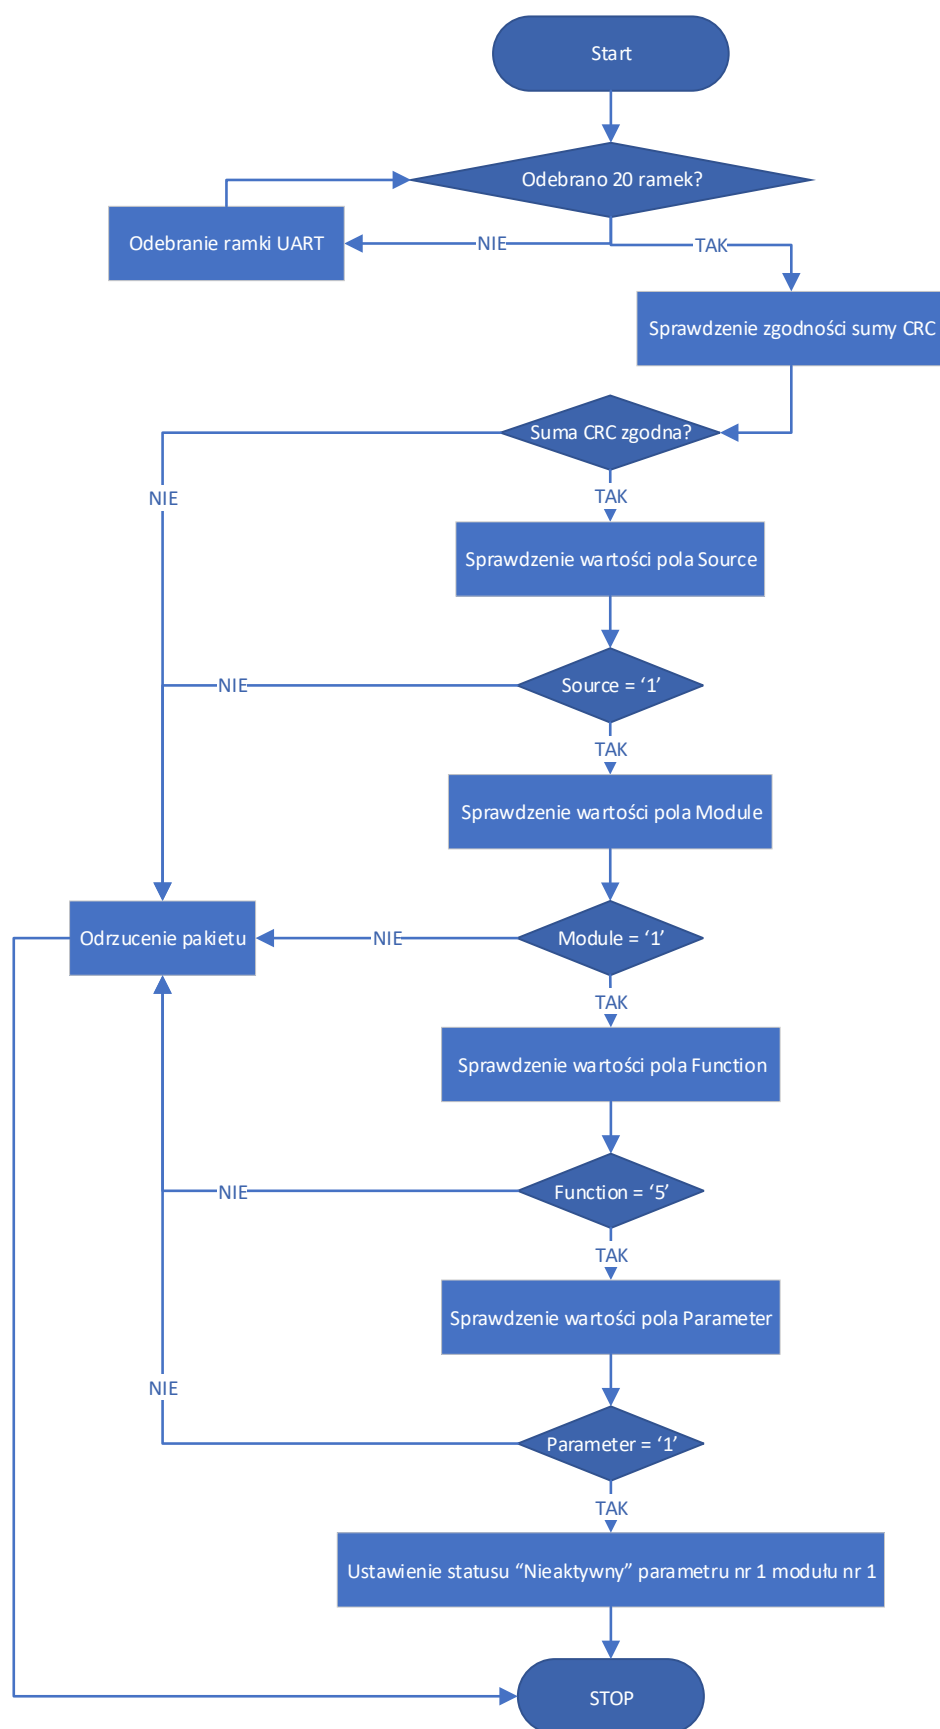 Start
Odebrano 20 ramek?
Odebranie ramki UART
NIE
TAK
Sprawdzenie zgodności sumy CRC
Suma CRC zgodna?
NIE
TAK
Sprawdzenie wartości pola Source
Source = ‘1’
NIE
TAK
Sprawdzenie wartości pola Module
Module = ‘1’
NIE
Odrzucenie pakietu
TAK
Sprawdzenie wartości pola Function
Function = ‘5’
NIE
TAK
Sprawdzenie wartości pola Parameter
NIE
Parameter = ‘1’
TAK
Ustawienie statusu “Nieaktywny” parametru nr 1 modułu nr 1
STOP